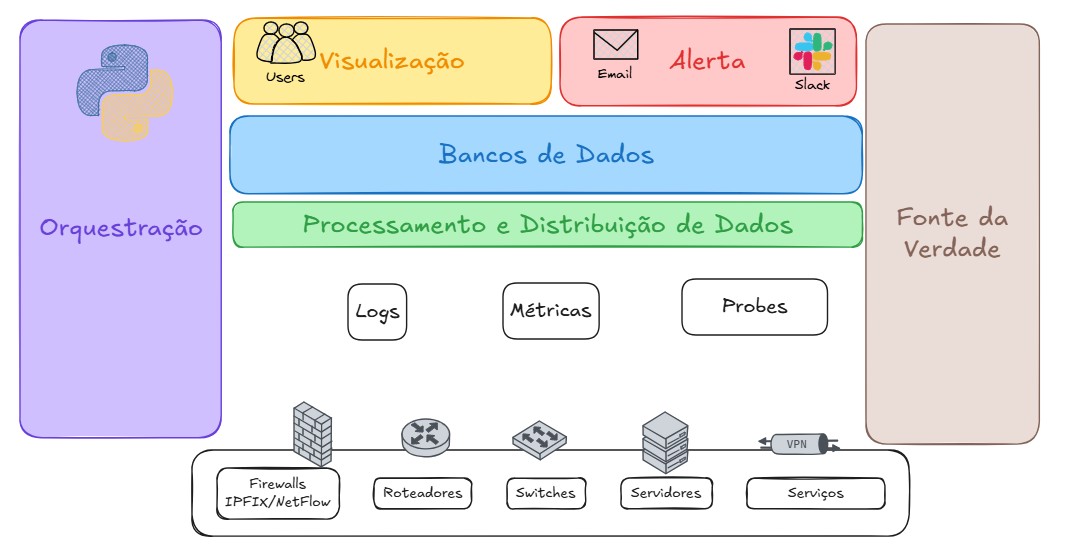 Users
Visualização
Email
Alerta
Slack
Bancos de Dados
Orquestração
Processamento e Distribuição de Dados
Fonte da
Verdade
Logs
Métricas
Probes
VPN
Firewalls
IPFIX/NetFlow
Roteadores
Switches
Servidores
Serviços